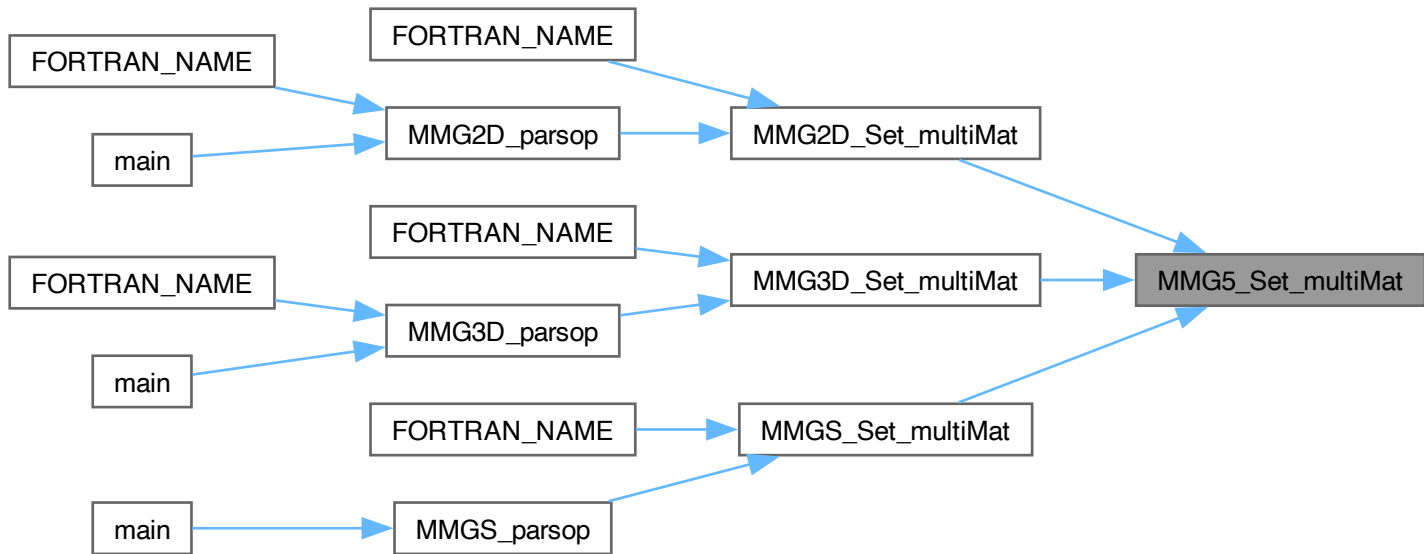 FORTRAN_NAME
FORTRAN_NAME
MMG2D_parsop
MMG2D_Set_multiMat
main
FORTRAN_NAME
FORTRAN_NAME
MMG3D_Set_multiMat
MMG5_Set_multiMat
MMG3D_parsop
main
FORTRAN_NAME
MMGS_Set_multiMat
main
MMGS_parsop